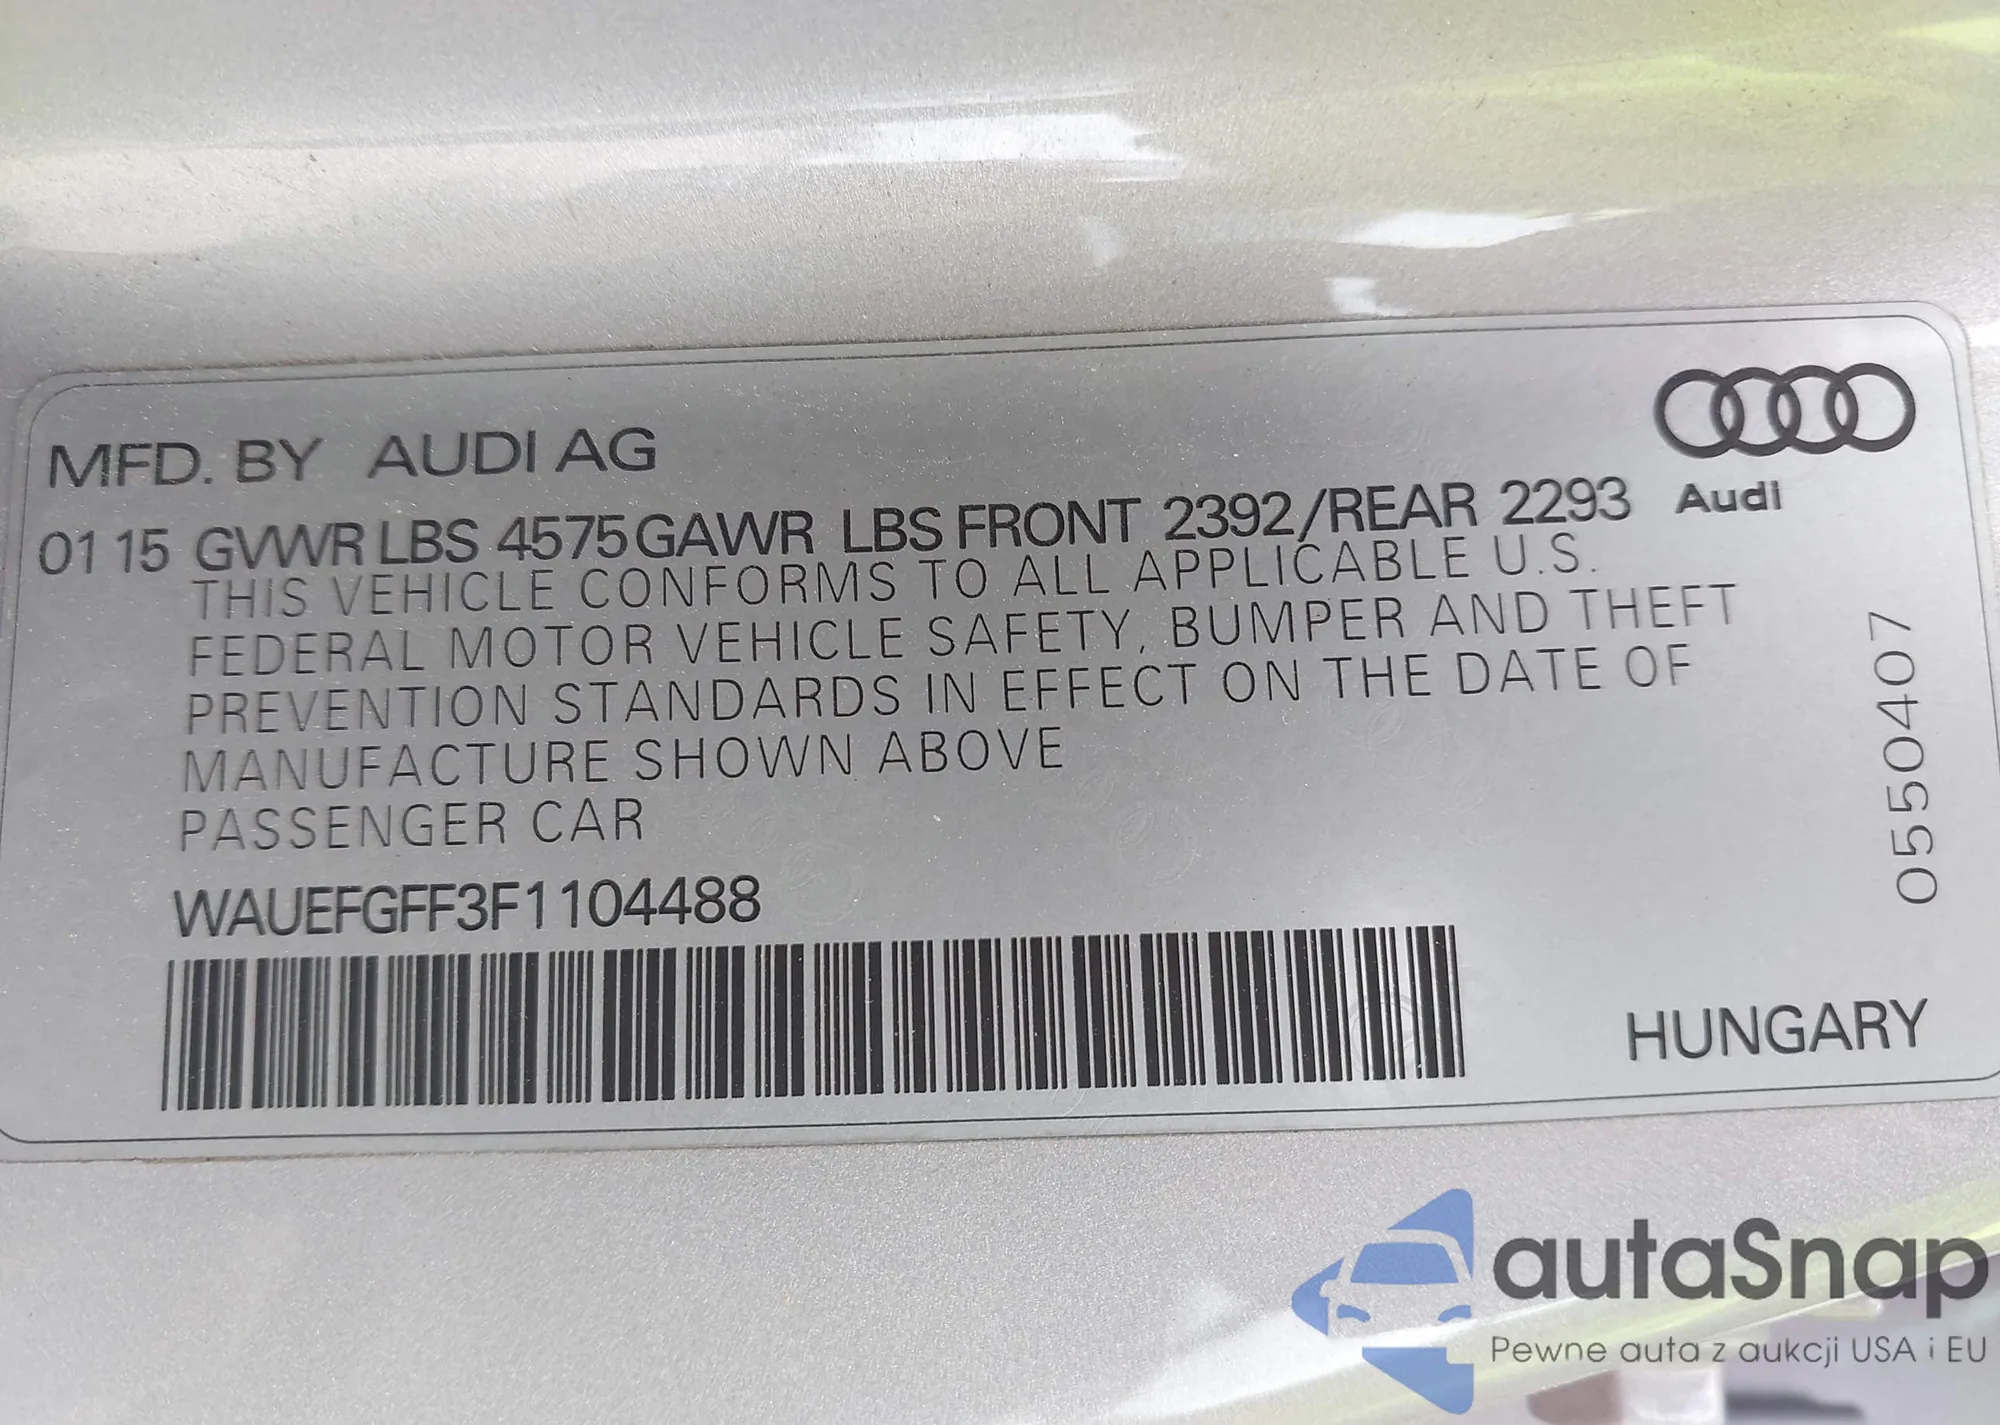 MFD. BY AUDI AG
01 15 GVWR LBS 4575 GAWR LBS FRONT 2392/REAR 2293
Audi
THIS VEHICLE CONFORMS TO ALL APPLICABLE U.S.
FEDERAL MOTOR VEHICLE SAFETY, BUMPER AND THEFT
PREVENTION STANDARDS IN EFFECT ON THE DATE OF
MANUFACTURE SHOWN ABOVE
PASSENGER CAR
WAUEFGFF3F1104488
0550407
HUNGARY
autaSnap
Pewne auta z aukcji USA i EU